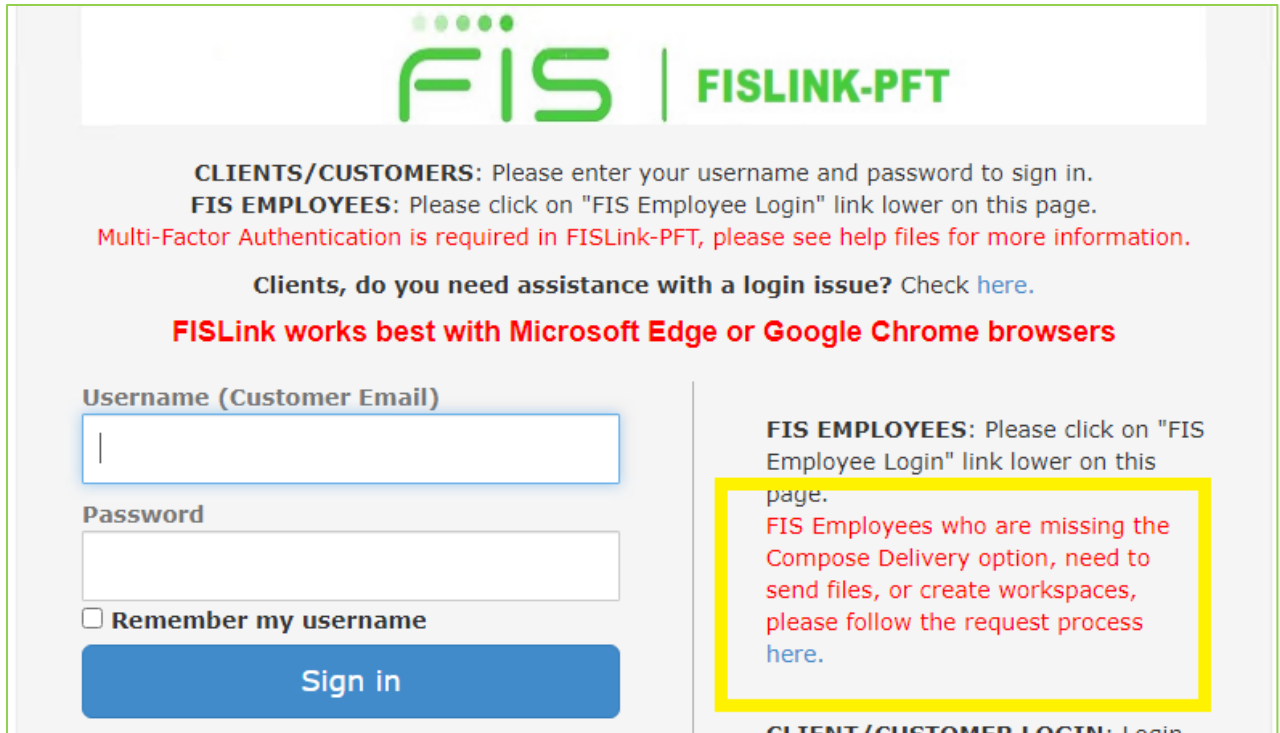 FIS | FISLINK-PFT
CLIENTS/CUSTOMERS: Please enter your username and password to sign in.
FIS EMPLOYEES: Please click on "FIS Employee Login" link lower on this page.
Multi-Factor Authentication is required in FISLink-PFT, please see help files for more information.
Clients, do you need assistance with a login issue? Check here.
FISLink works best with Microsoft Edge or Google Chrome browsers
Username (Customer Email)
Password
Remember my username
Sign in
FIS EMPLOYEES: Please click on "FIS
Employee Login" link lower on this
page.
FIS Employees who are missing the
Compose Delivery option, need to
send files, or create workspaces,
please follow the request process
here.
CLIENT/CUSTOMER LOGIN: Login